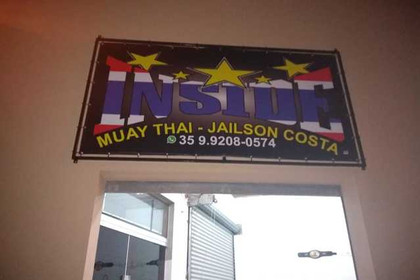 INSIDE
MUAY THAI - JAILSON COSTA
35 9.9208-0574